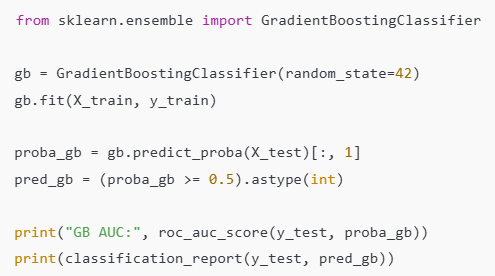 from sklearn.ensemble import GradientBoostingClassifier
gb = GradientBoostingClassifier(random_state=42)
gb.fit(X_train, y_train)
proba_gb = gb.predict_proba(X_test)[:, 1]
pred_gb = (proba_gb >= 0.5).astype(int)
print("GB AUC:", roc_auc_score(y_test, proba_gb))
print(classification_report(y_test, pred_gb))